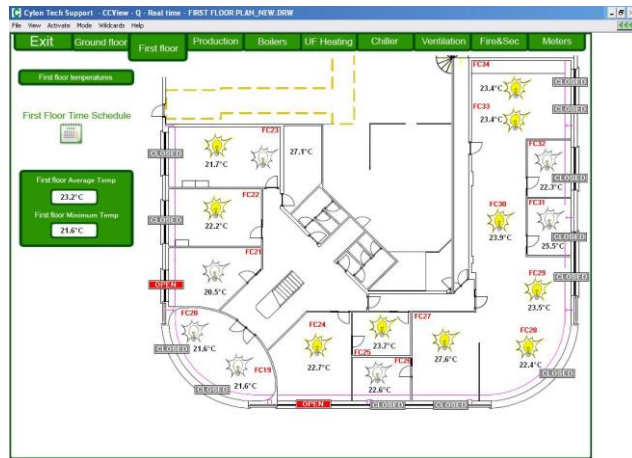 Cylon Tech Support - CCView - Q - Real time - FIRST FLOOR PLAN_NEW.DRW
File View Activate Mode Wildcards Help
Exit Ground floor First floor Production Boilers UF Heating Chiller Ventilation Fire&Sec Meters
First floor temperatures
First Floor Time Schedule
First floor Average Temp
23.2°C
First floor Minimum Temp
21.6°C
FC34
23.4°C CLOSED
FC33
23.4°C CLOSED
FC23
CLOSED 21.7°C 27.1°C
FC32
22.3°C CLOSED
FC22
CLOSED 22.2°C
FC31
FC30
23.9°C 25.5°C CLOSED
FC21
OPEN 20.5°C
FC29
23.5°C CLOSED
FC20
21.6°C CLOSED
FC19
21.6°C CLOSED
FC24
22.7°C OPEN
23.7°C
FC25
FC26
22.6°C CLOSED
FC27
27.6°C CLOSED
FC28
22.4°C CLOSED